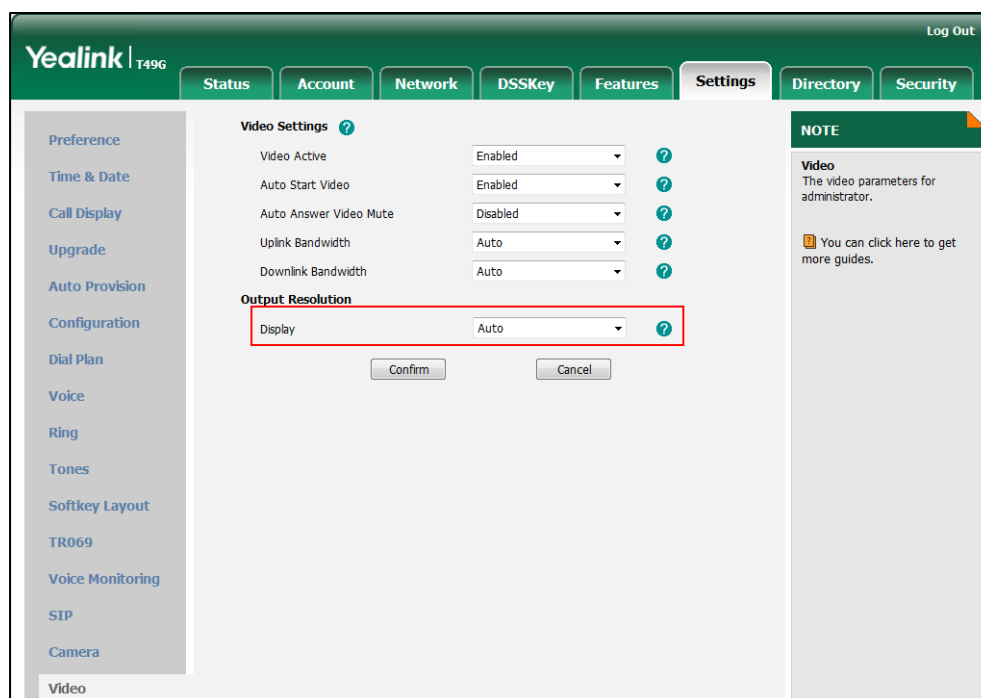 Log Out
Yealink | T49G
Status Account Network DSSKey Features Settings Directory Security
Preference
Time & Date
Call Display
Upgrade
Auto Provision
Configuration
Dial Plan
Voice
Ring
Tones
Softkey Layout
TR069
Voice Monitoring
SIP
Camera
Video
Video Settings ?
Video Active Enabled ?
Auto Start Video Enabled ?
Auto Answer Video Mute Disabled ?
Uplink Bandwidth Auto ?
Downlink Bandwidth Auto ?
Output Resolution
Display Auto ?
Confirm Cancel
NOTE
Video
The video parameters for
administrator.
? You can click here to get
more guides.